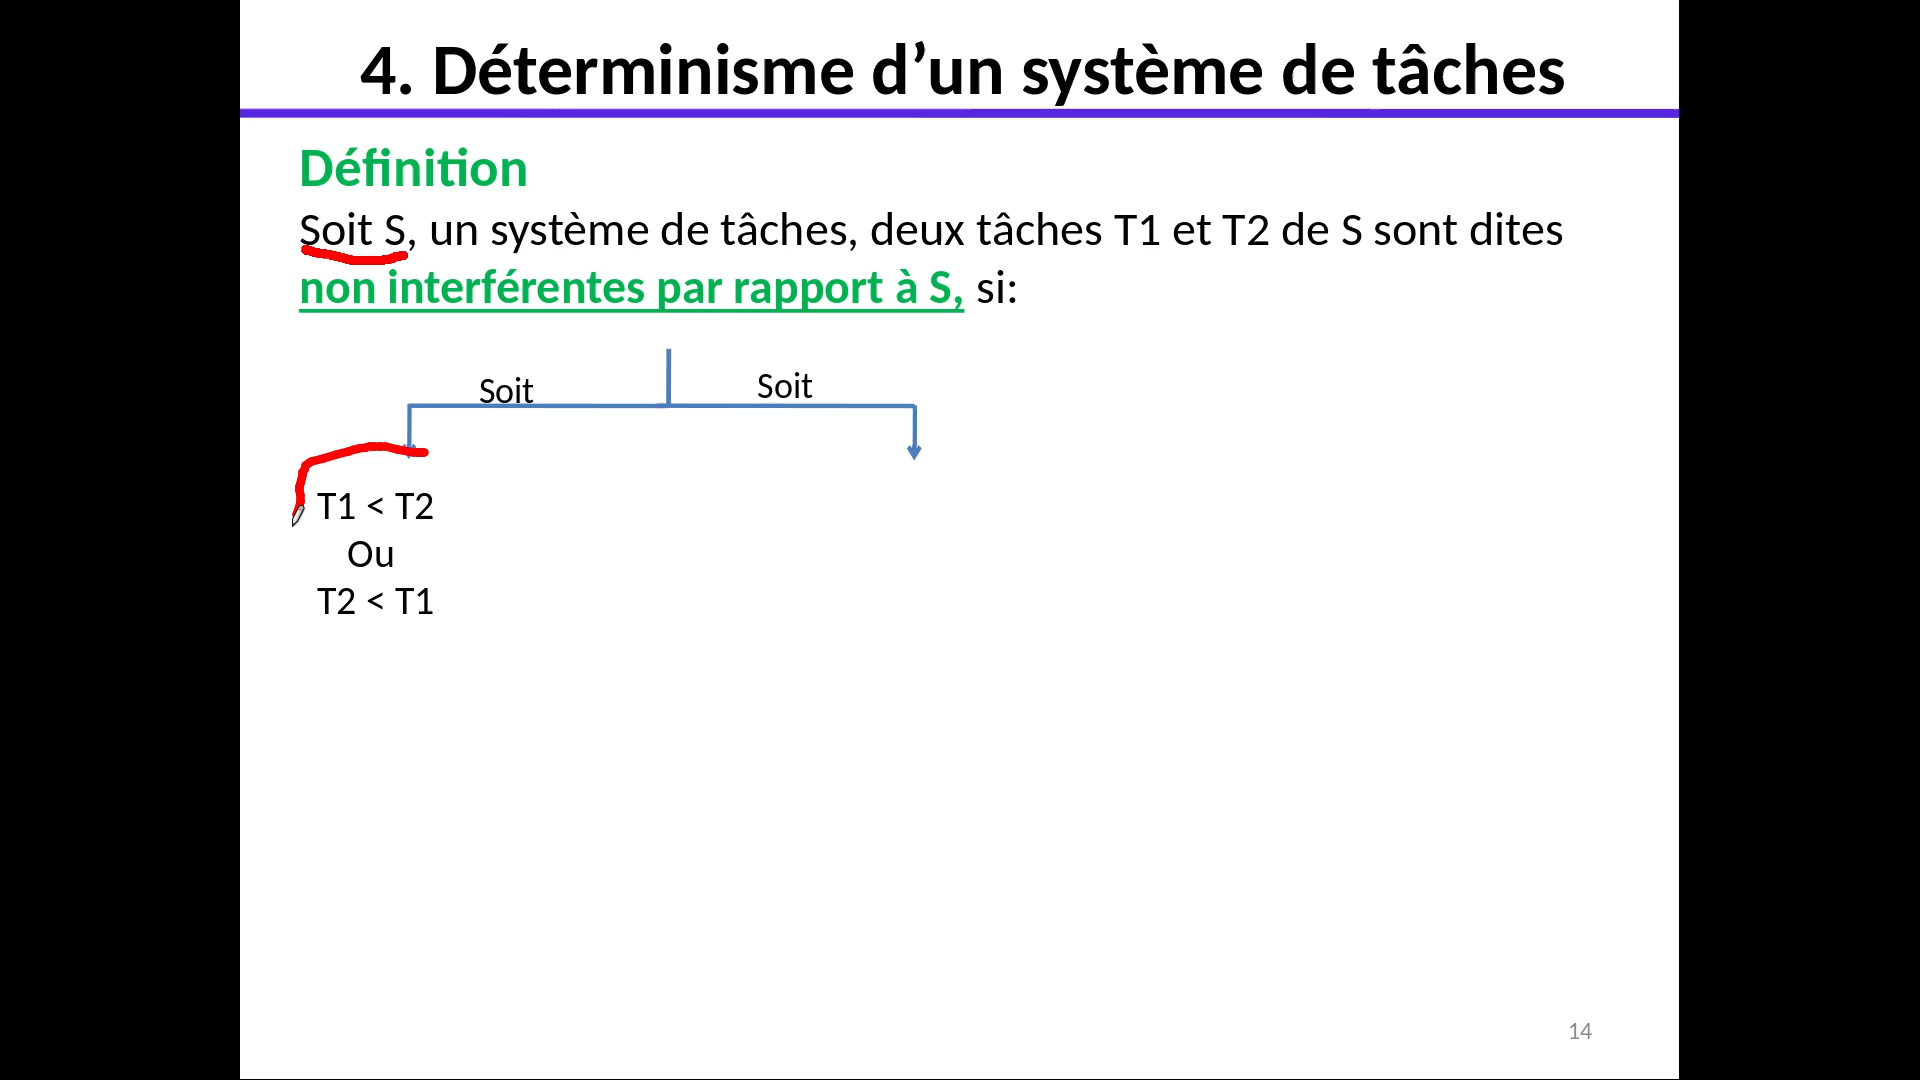 4. Déterminisme d’un système de tâches
Définition
Soit S, un système de tâches, deux tâches T1 et T2 de S sont dites
non interférentes par rapport à S, si:
Soit
Soit
T1 < T2
Ou
T2 < T1
14